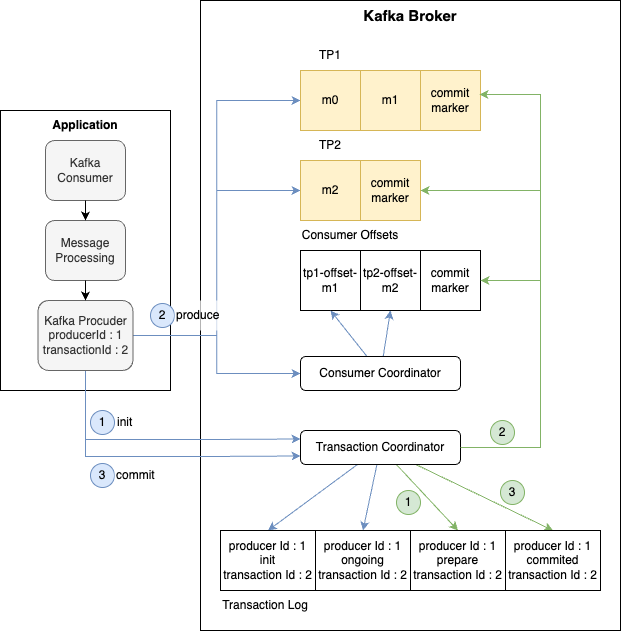 Kafka Broker
TP1
m0
m1
commit
marker
TP2
m2
commit
marker
Consumer Offsets
tp1-offset-
m1
tp2-offset-
m2
commit
marker
Application
Kafka
Consumer
Message
Processing
Kafka Procuder
producerId : 1
transactionId : 2
2 produce
Consumer Coordinator
1 init
3 commit
Transaction Coordinator
2
1
3
producer Id : 1
init
transaction Id : 2
producer Id : 1
ongoing
transaction Id : 2
producer Id : 1
prepare
transaction Id : 2
producer Id : 1
commited
transaction Id : 2
Transaction Log